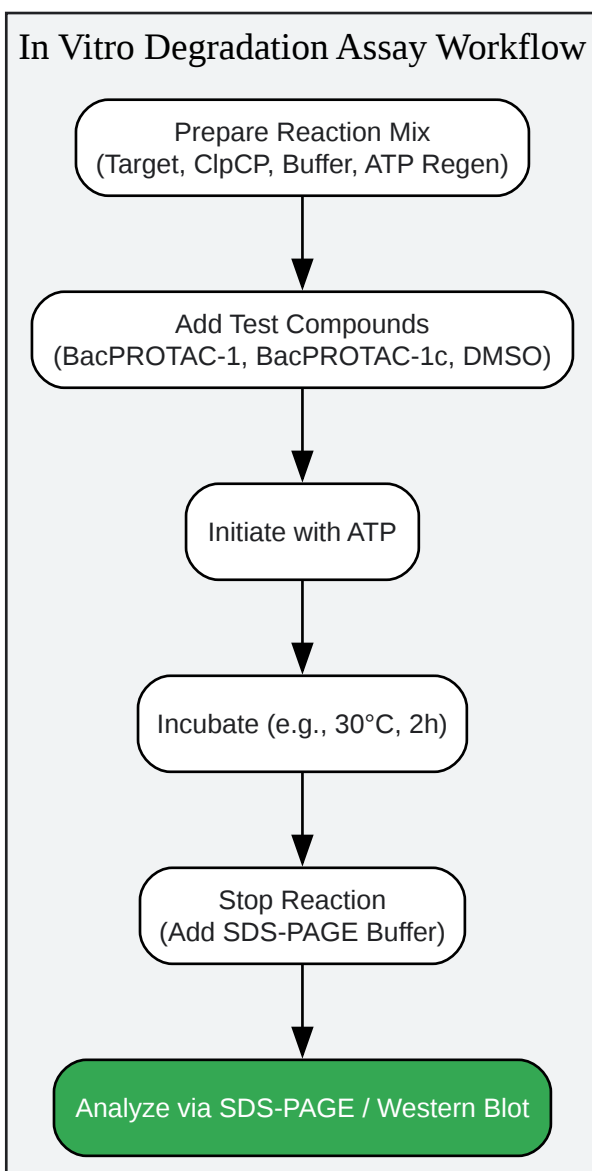 In Vitro Degradation Assay Workflow
Prepare Reaction Mix
(Target, ClpCP, Buffer, ATP Regen)
Add Test Compounds
(BacPROTAC-1, BacPROTAC-1c, DMSO)
Initiate with ATP
Incubate (e.g., 30°C, 2h)
Stop Reaction
(Add SDS-PAGE Buffer)
Analyze via SDS-PAGE / Western Blot